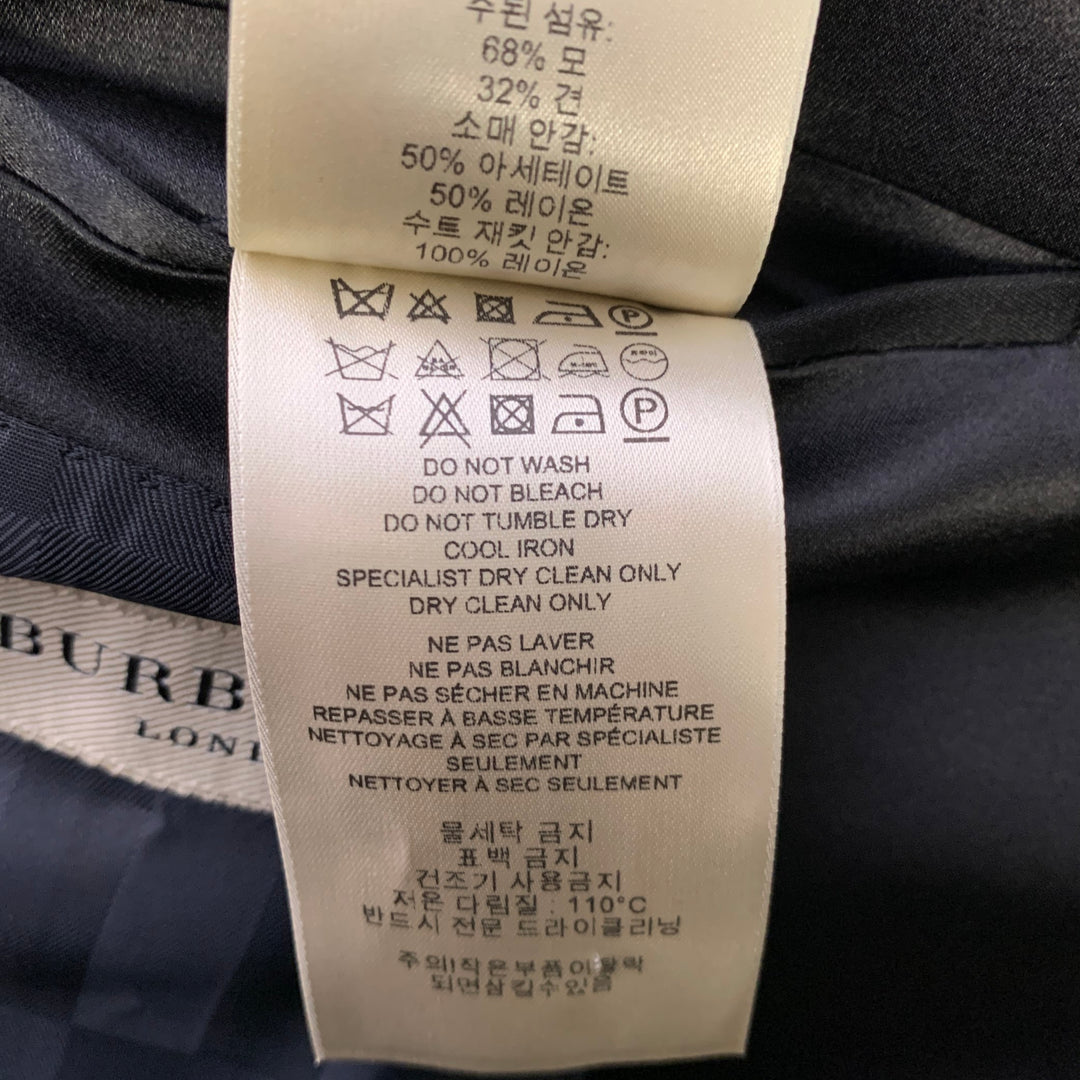 주된 섬유:
68% 모
32% 견
소매 안감:
50% 아세테이트
50% 레이온
수트 재킷 안감:
100% 레이온
P
드라이
P
DO NOT WASH
DO NOT BLEACH
DO NOT TUMBLE DRY
COOL IRON
SPECIALIST DRY CLEAN ONLY
DRY CLEAN ONLY
NE PAS LAVER
NE PAS BLANCHIR
NE PAS SÉCHER EN MACHINE
REPASSER À BASSE TEMPÉRATURE
NETTOYAGE À SEC PAR SPÉCIALISTE
SEULEMENT
NETTOYER À SEC SEULEMENT
물세탁 금지
표백 금지
건조기 사용금지
저온 다림질 : 110°C
반드시 전문 드라이클리닝
주의!작은부품이탈락
되면삼킬수있음
BURB
LON